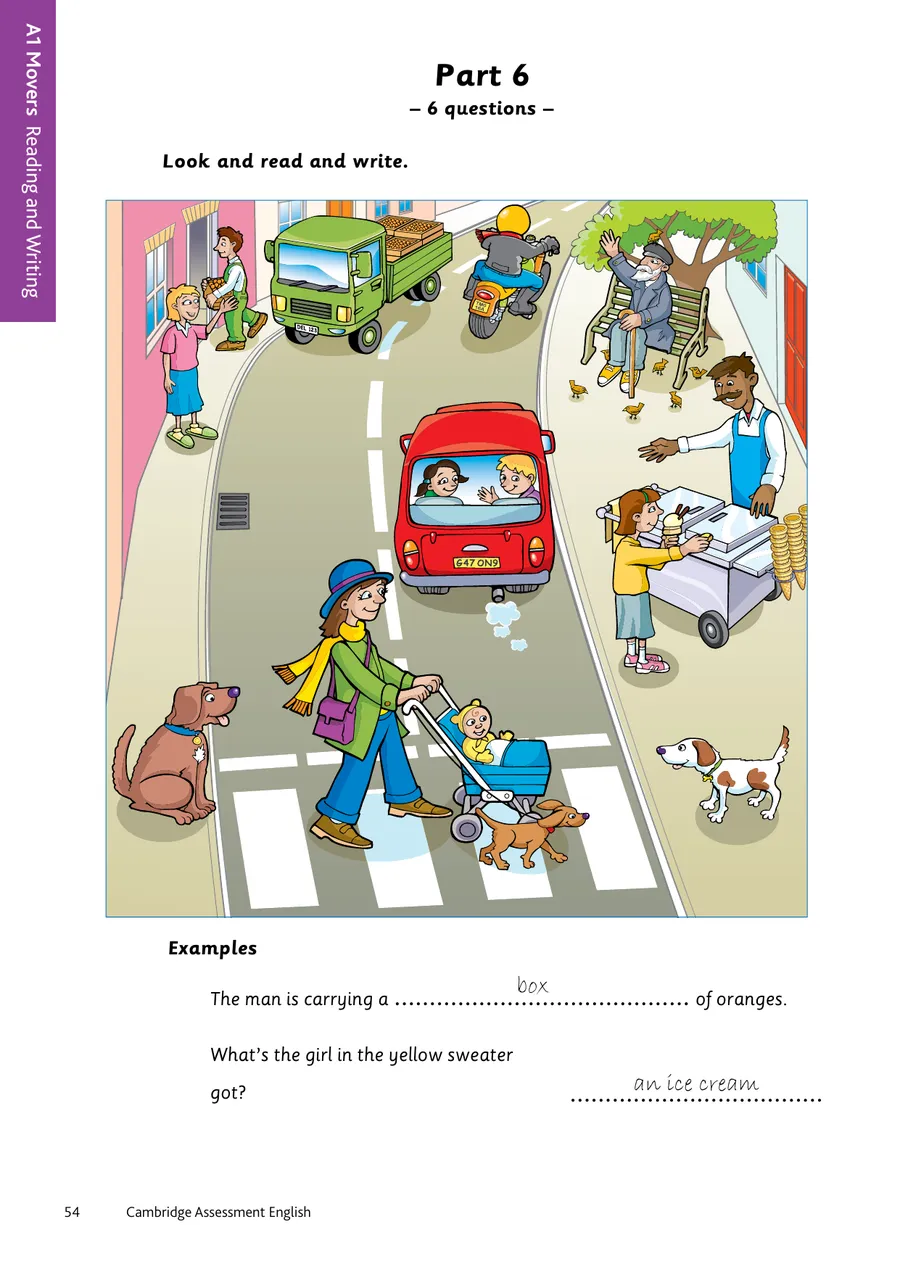 A1 Movers Reading and Writing
Part 6
– 6 questions –
Look and read and write.
G47 ON9
Examples
The man is carrying a ………… box ………… of oranges.
What's the girl in the yellow sweater
got? ………… an ice cream …………
54 Cambridge Assessment English